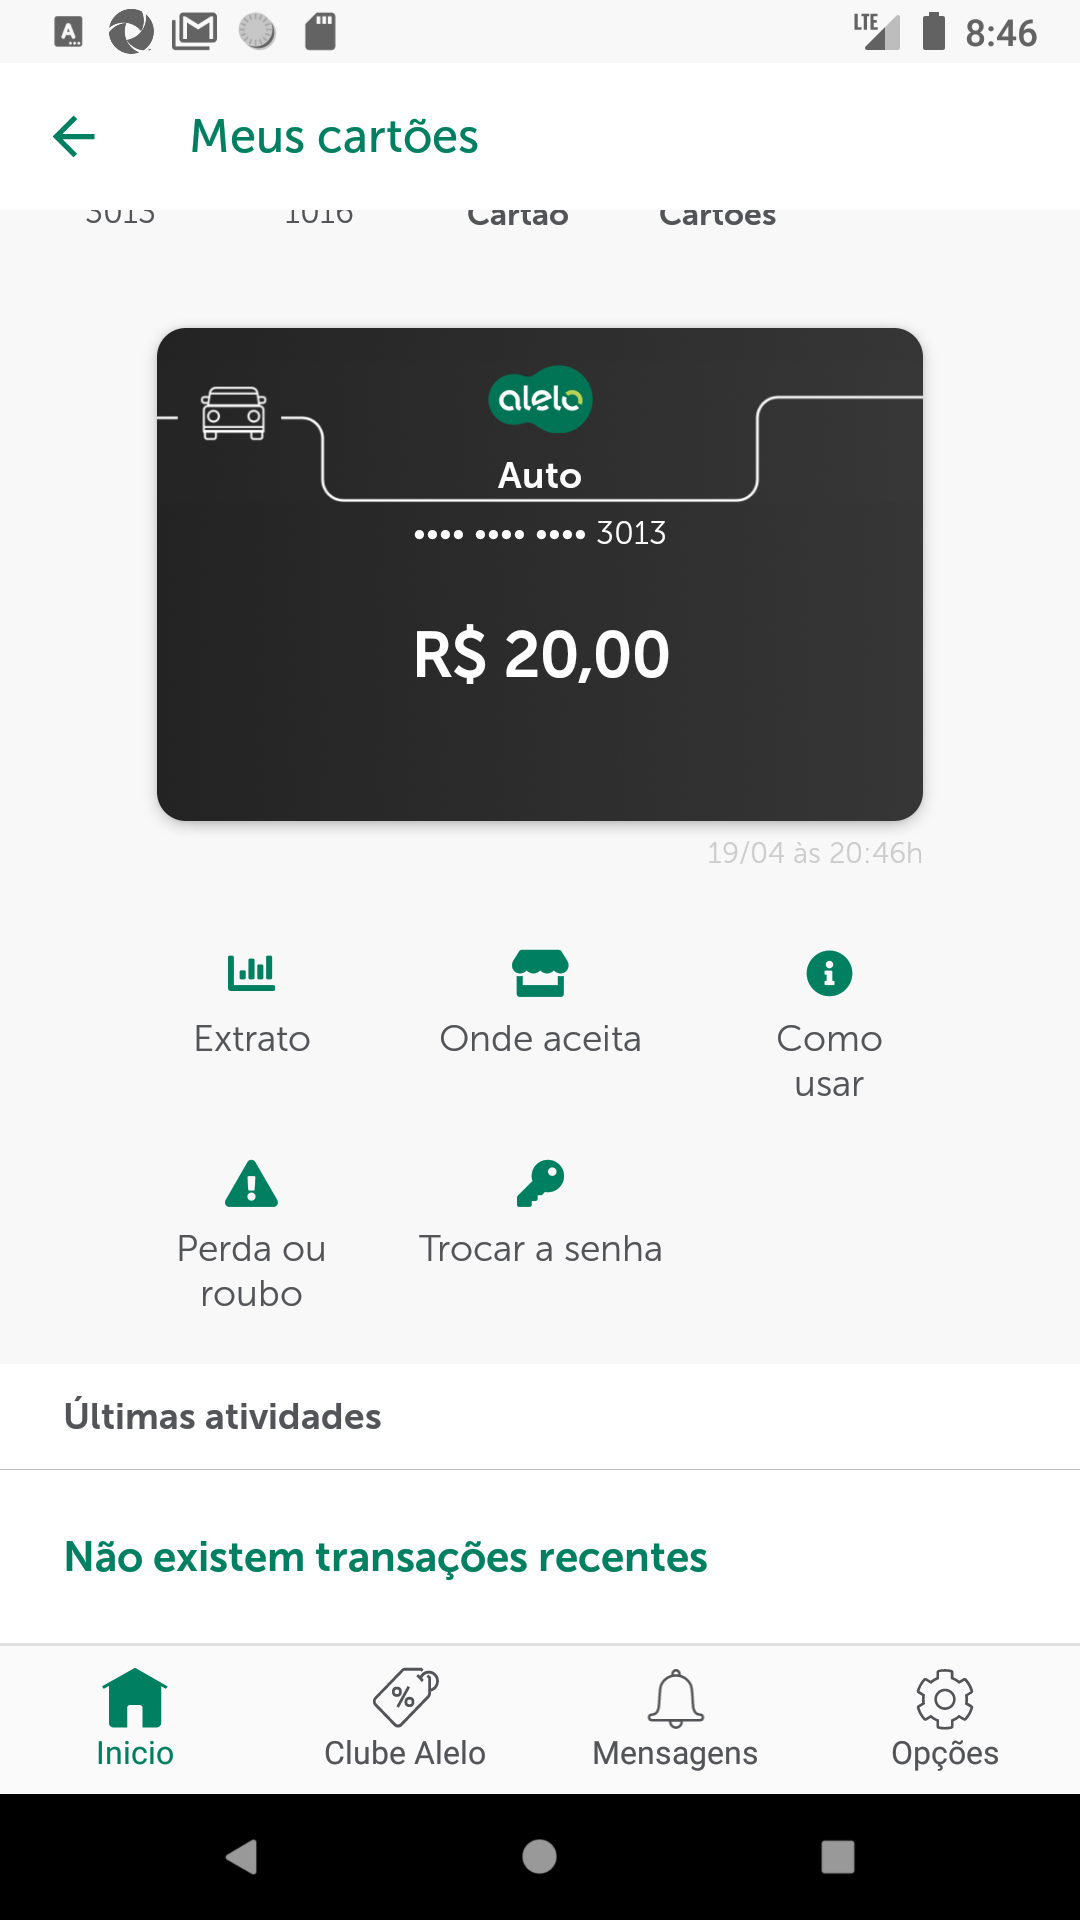 LTE 8:46
Meus cartões
3013 1016 Cartão Cartões
alelo
Auto
•••• •••• •••• 3013
R$ 20,00
19/04 às 20:46h
Extrato Onde aceita Como
usar
Perda ou Trocar a senha
roubo
Últimas atividades
Não existem transações recentes
Inicio Clube Alelo Mensagens Opções